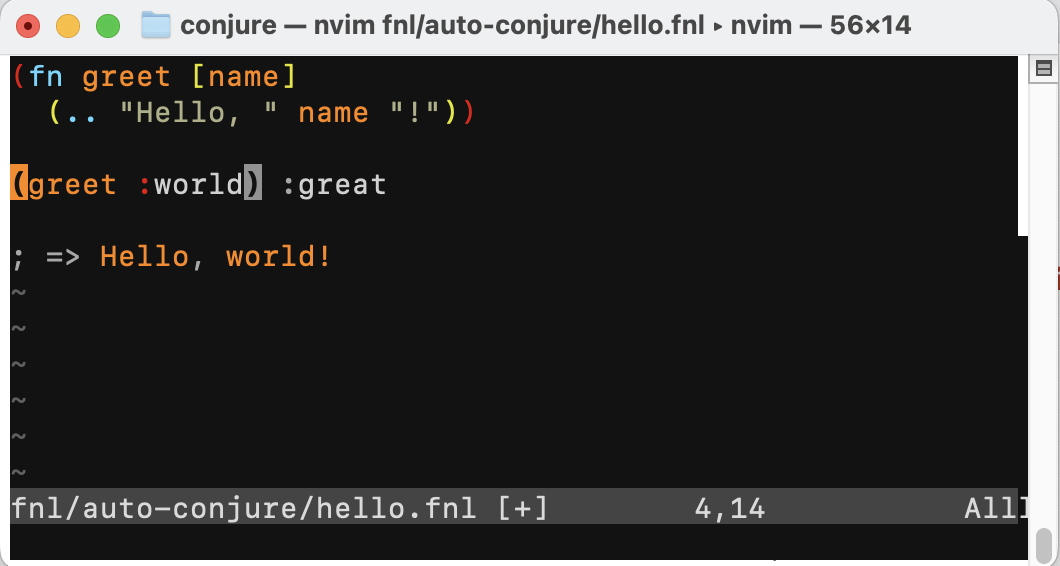 conjure — nvim fnl/auto-conjure/hello.fnl ▸ nvim — 56×14
(fn greet [name]
  (.. "Hello, " name "!"))
(greet :world) :great
; => Hello, world!
~
~
~
~
~
~
fnl/auto-conjure/hello.fnl [+]        4,14           Alll